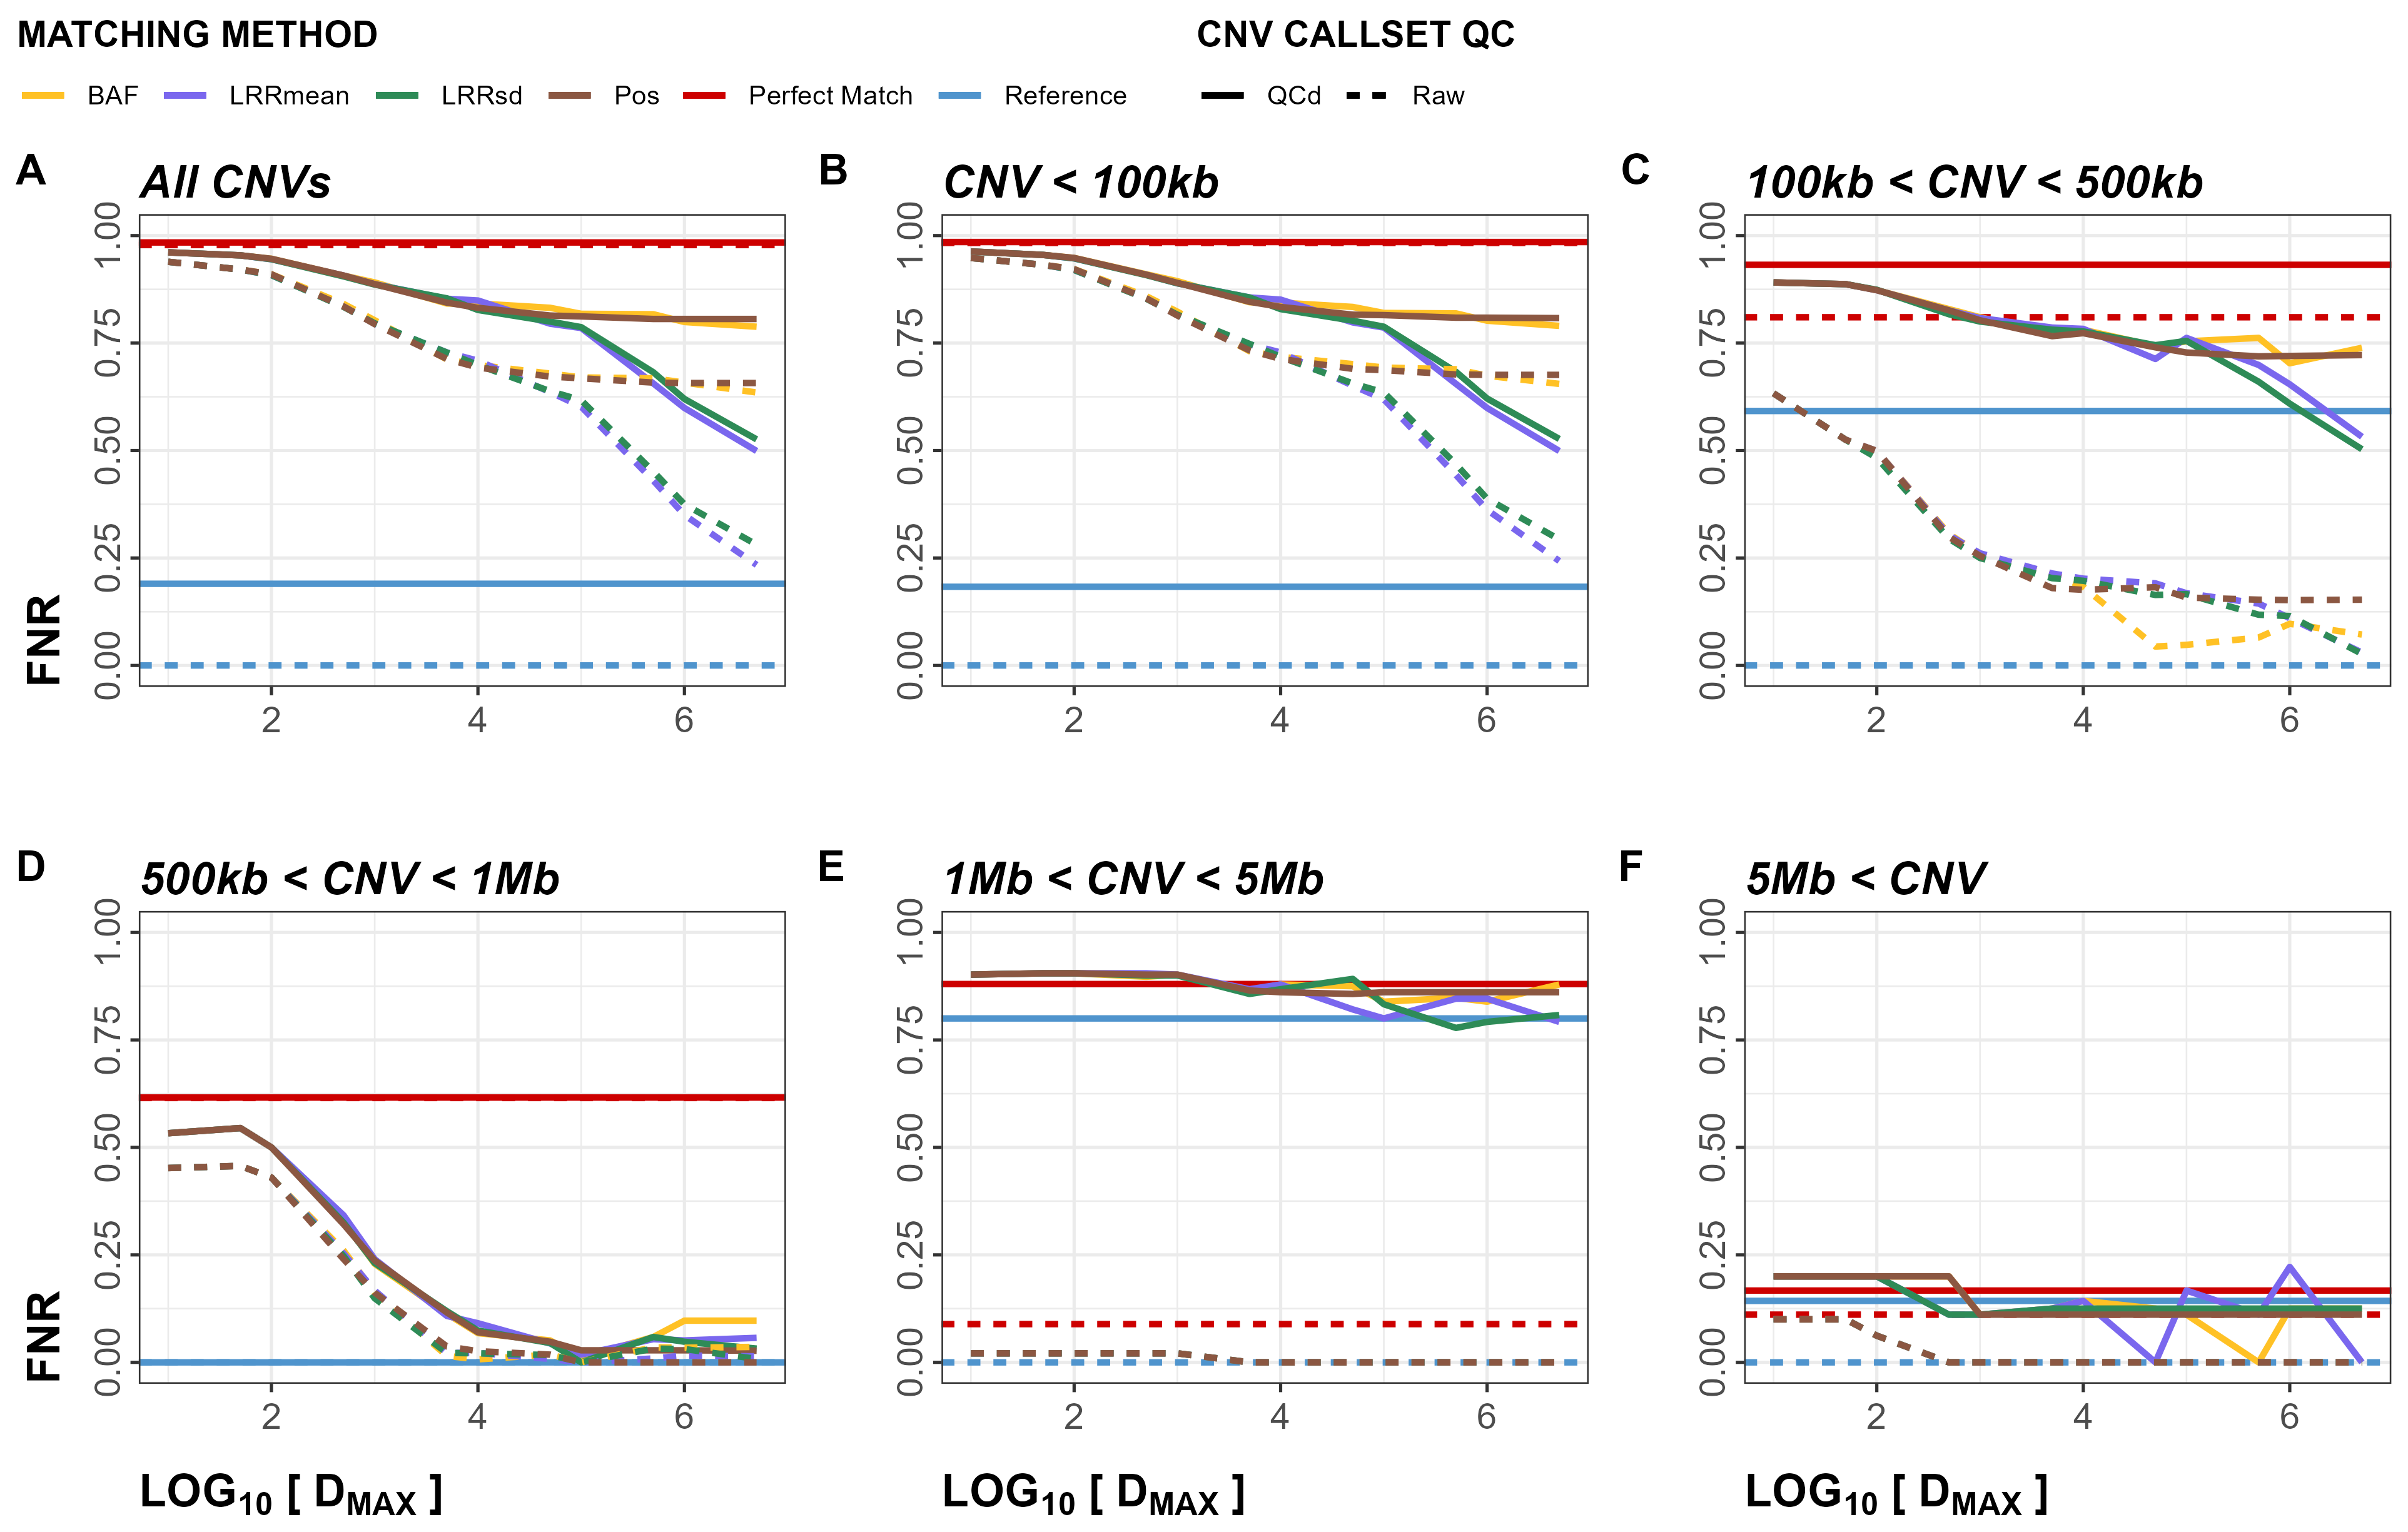 MATCHING METHOD CNV CALLSET QC
BAF LRRmean LRRsd Pos Perfect Match Reference QCd Raw
A All CNVs B CNV < 100kb C 100kb < CNV < 500kb
1.00 1.00 1.00
0.75 0.75 0.75
0.50 0.50 0.50
0.25 0.25 0.25
0.00 0.00 0.00
FNR
2 4 6 2 4 6 2 4 6
D 500kb < CNV < 1Mb E 1Mb < CNV < 5Mb F 5Mb < CNV
1.00 1.00 1.00
0.75 0.75 0.75
0.50 0.50 0.50
0.25 0.25 0.25
0.00 0.00 0.00
FNR
2 4 6 2 4 6 2 4 6
LOG10 [ DMAX ] LOG10 [ DMAX ] LOG10 [ DMAX ]